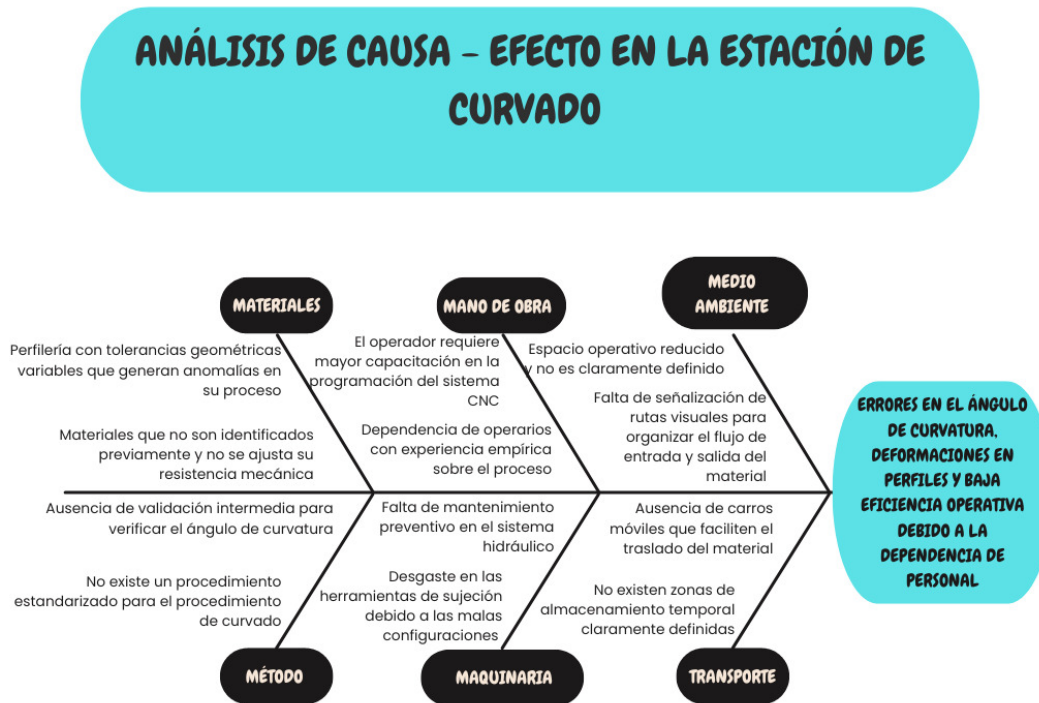 ANÁLISIS DE CAUSA - EFECTO EN LA ESTACIÓN DE
CURVADO
MATERIALES
Perfilería con tolerancias geométricas
variables que generan anomalías en
su proceso
Materiales que no son identificados
previamente y no se ajusta su
resistencia mecánica
MANO DE OBRA
El operador requiere
mayor capacitación en la
programación del sistema
CNC
Dependencia de operarios
con experiencia empírica
sobre el proceso
MEDIO
AMBIENTE
Espacio operativo reducido
y no es claramente definido
Falta de señalización de
rutas visuales para
organizar el flujo de
entrada y salida del
material
ERRORES EN EL ÁNGULO
DE CURVATURA,
DEFORMACIONES EN
PERFILES Y BAJA
EFICIENCIA OPERATIVA
DEBIDO A LA
DEPENDENCIA DE
PERSONAL
Ausencia de validación intermedia para
verificar el ángulo de curvatura
No existe un procedimiento
estandarizado para el procedimiento
de curvado
MÉTODO
Falta de mantenimiento
preventivo en el sistema
hidráulico
Desgaste en las
herramientas de sujeción
debido a las malas
configuraciones
MAQUINARIA
Ausencia de carros
móviles que faciliten el
traslado del material
No existen zonas de
almacenamiento temporal
claramente definidas
TRANSPORTE